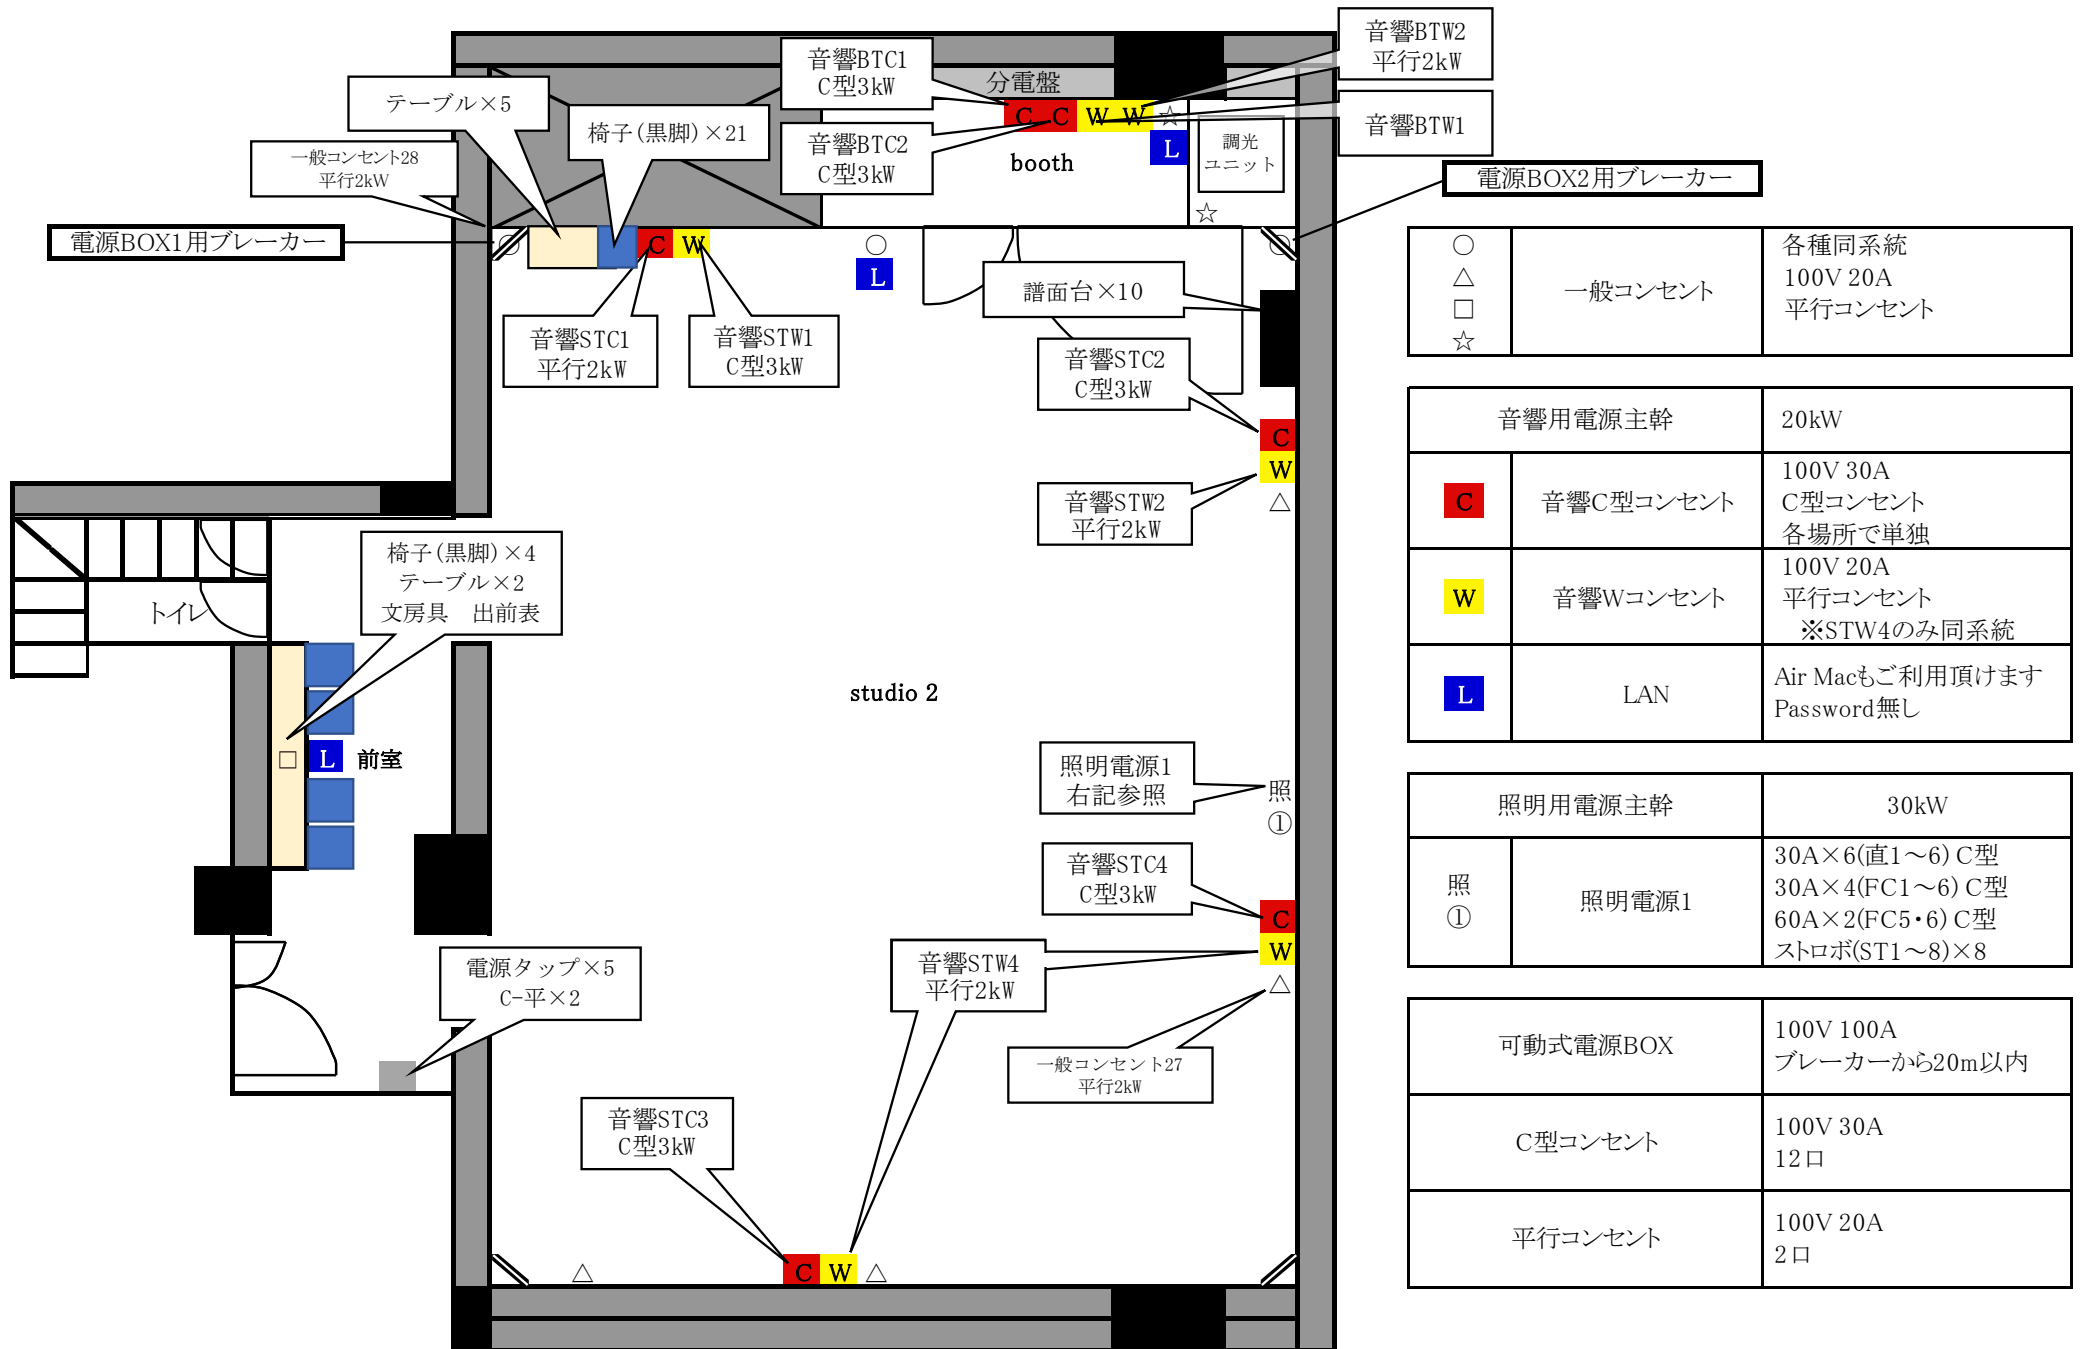 音響BTC1
C型3kW
分電盤
音響BTW2
平行2kW
テーブル×5
椅子(黒脚)×21
C C W W ☆
音響BTW1
音響BTC2
C型3kW
L
booth
調光
ユニット
一般コンセント28
平行2kW
電源BOX2用ブレーカー
☆
電源BOX1用ブレーカー
○
C W
○
L
○
譜面台×10
音響STC1
平行2kW
音響STW1
C型3kW
音響STC2
C型3kW
C
W
△
音響STW2
平行2kW
椅子(黒脚)×4
テーブル×2
文房具　出前表
トイレ
studio 2
□ L 前室
照明電源1
右記参照
照
①
音響STC4
C型3kW
C
W
△
音響STW4
平行2kW
電源タップ×5
C-平×2
一般コンセント27
平行2kW
音響STC3
C型3kW
△ C W △
○
△
□
☆
一般コンセント
各種同系統
100V 20A
平行コンセント
音響用電源主幹
20kW
C
音響C型コンセント
100V 30A
C型コンセント
各場所で単独
W
音響Wコンセント
100V 20A
平行コンセント
※STW4のみ同系統
L
LAN
Air Macもご利用頂けます
Password無し
照明用電源主幹
30kW
照
①
照明電源1
30A×6(直1～6) C型
30A×4(FC1～6) C型
60A×2(FC5・6) C型
ストロボ(ST1～8)×8
可動式電源BOX
100V 100A
ブレーカーから20m以内
C型コンセント
100V 30A
12口
平行コンセント
100V 20A
2口